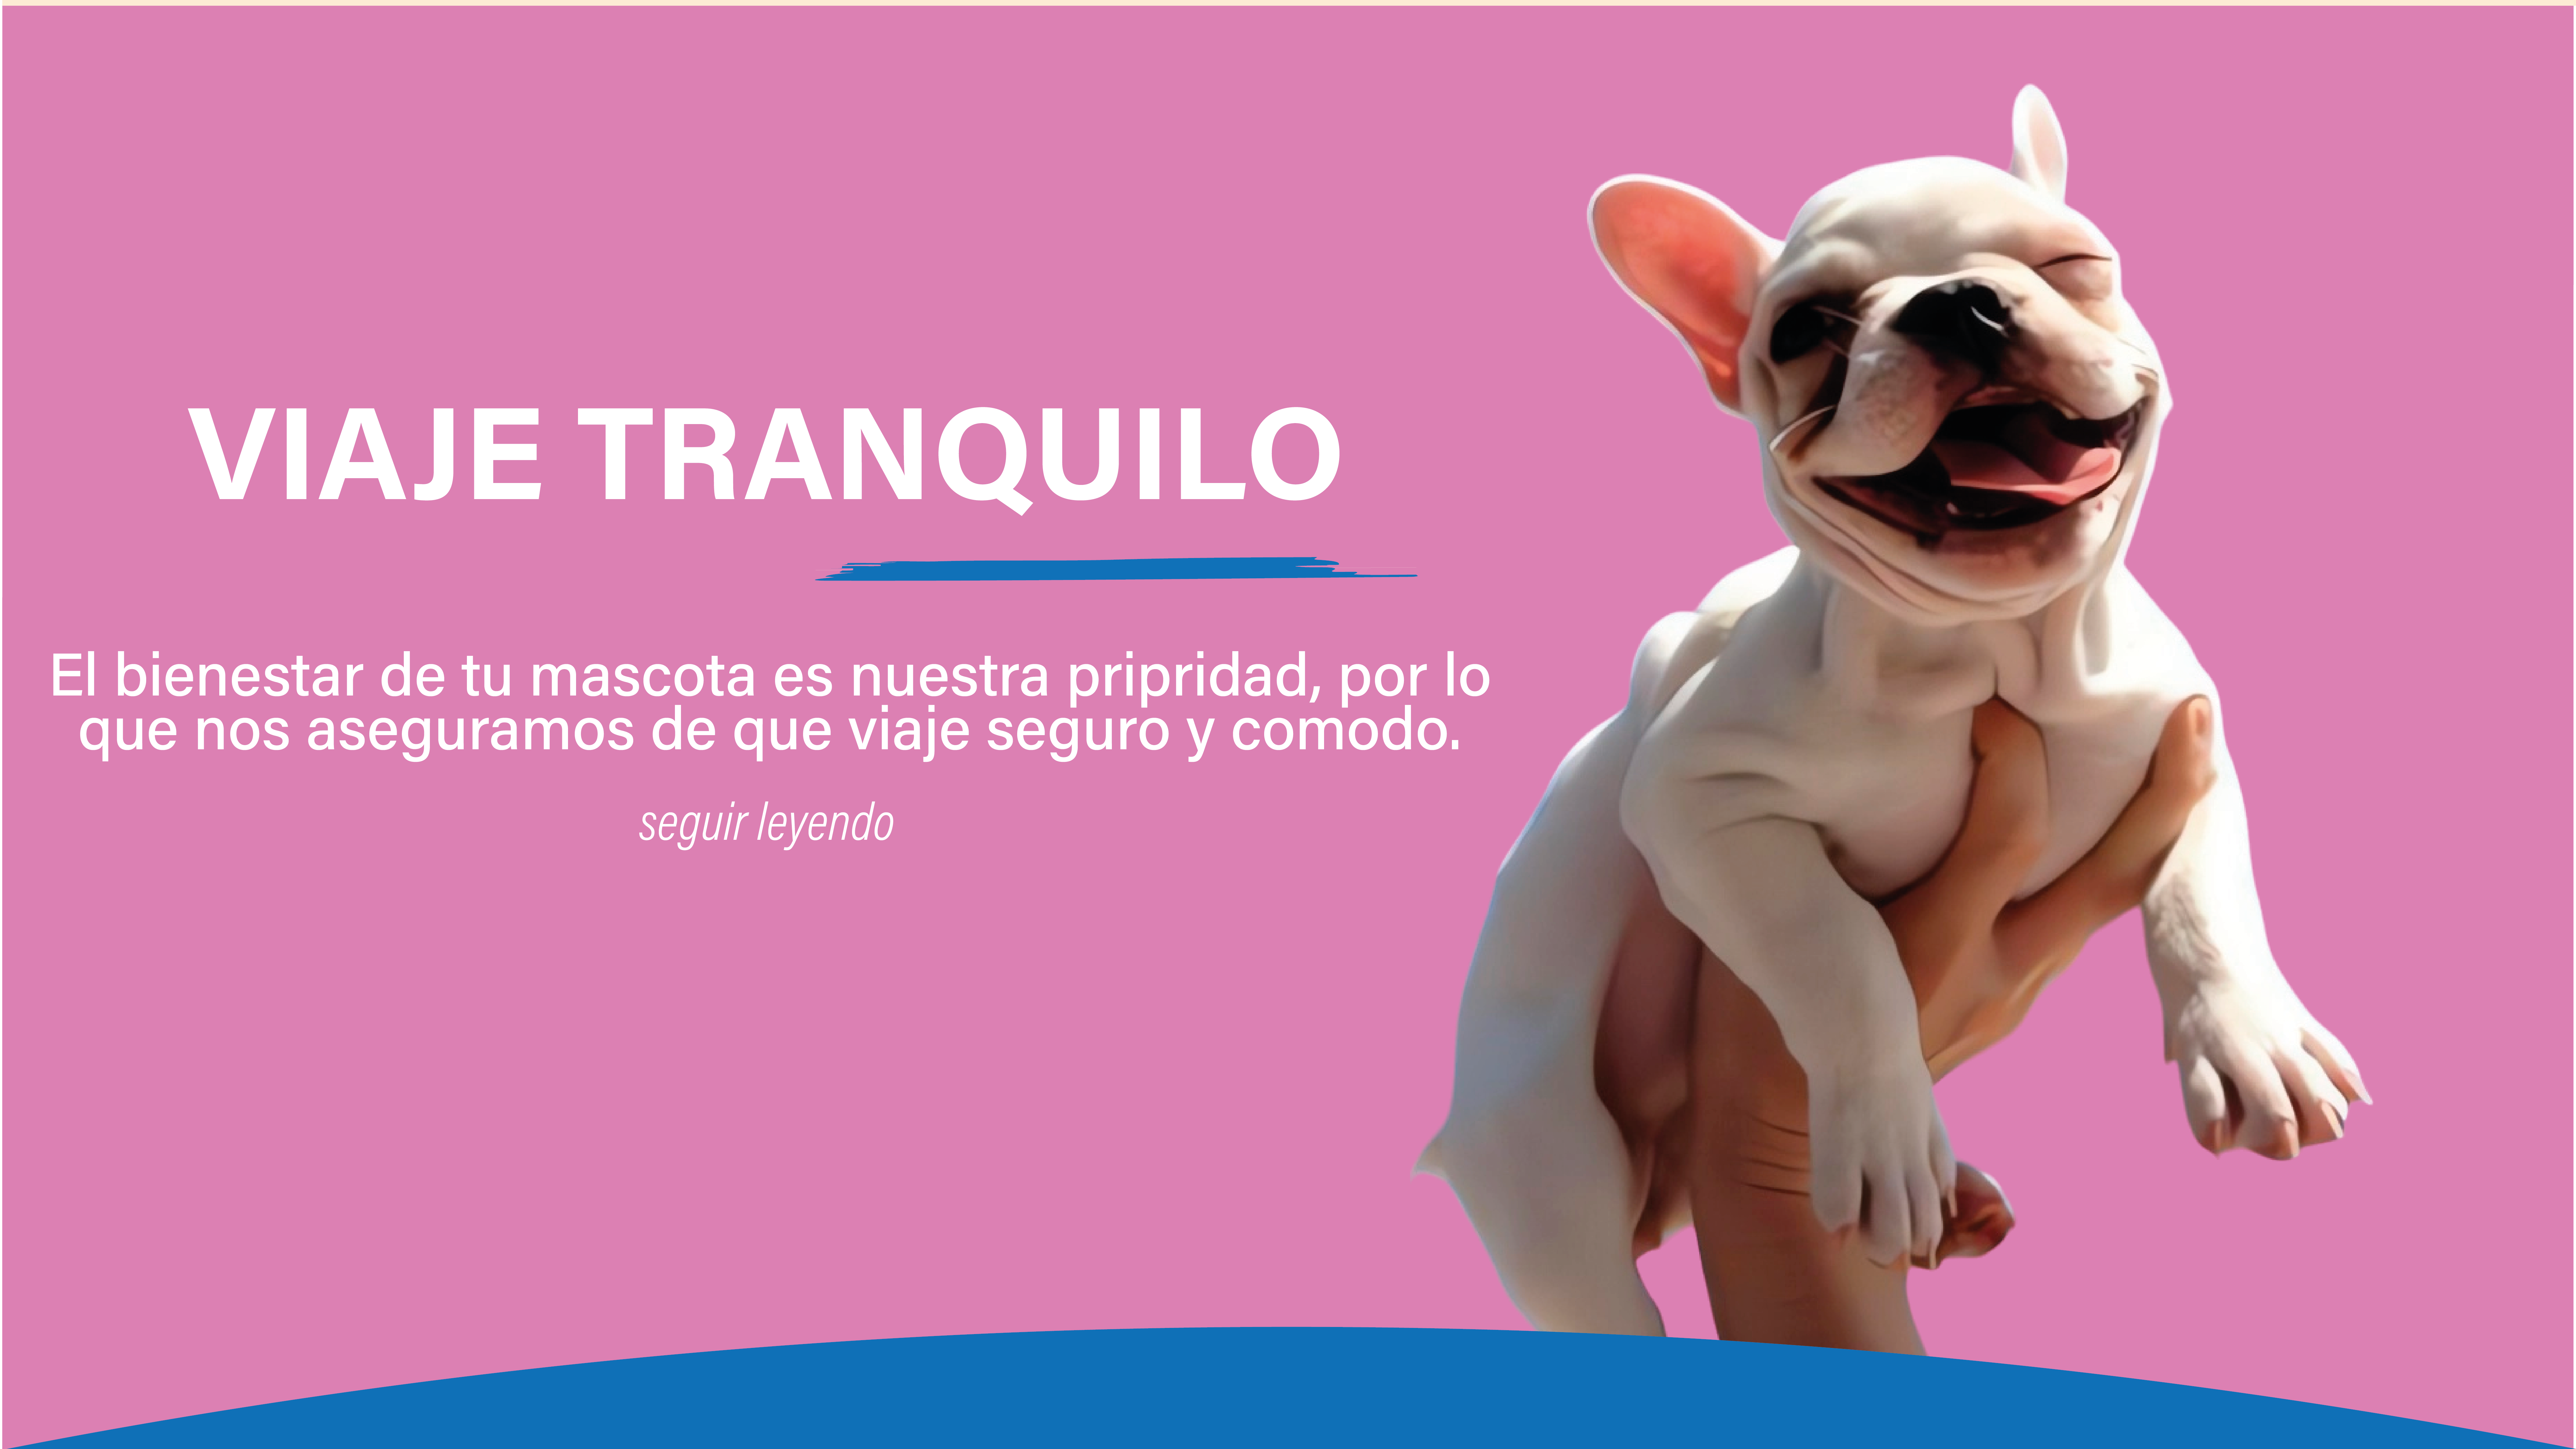 VIAJE TRANQUILO
El bienestar de tu mascota es nuestra pripridad, por lo
que nos aseguramos de que viaje seguro y comodo.
seguir leyendo